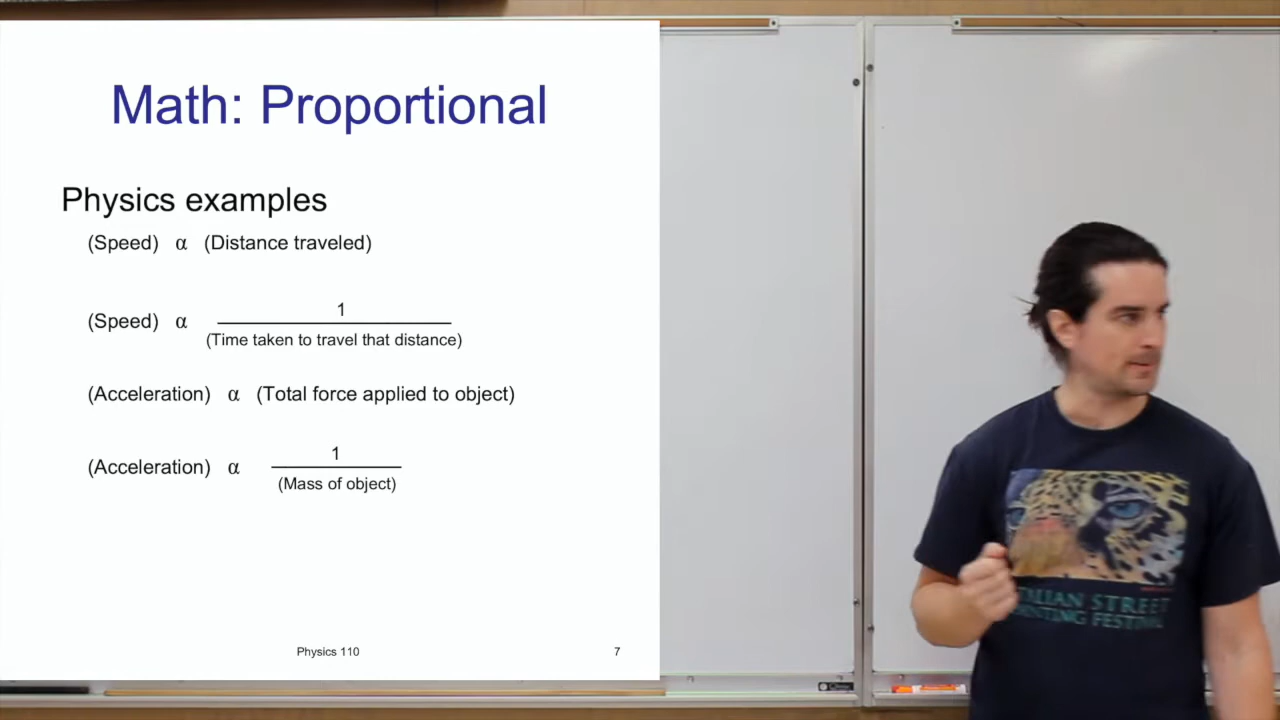 Math: Proportional
Physics examples
(Speed) α (Distance traveled)
1
(Speed) α
(Time taken to travel that distance)
(Acceleration) α (Total force applied to object)
1
(Acceleration) α
(Mass of object)
Physics 110 7
STREET
FESTIVAL